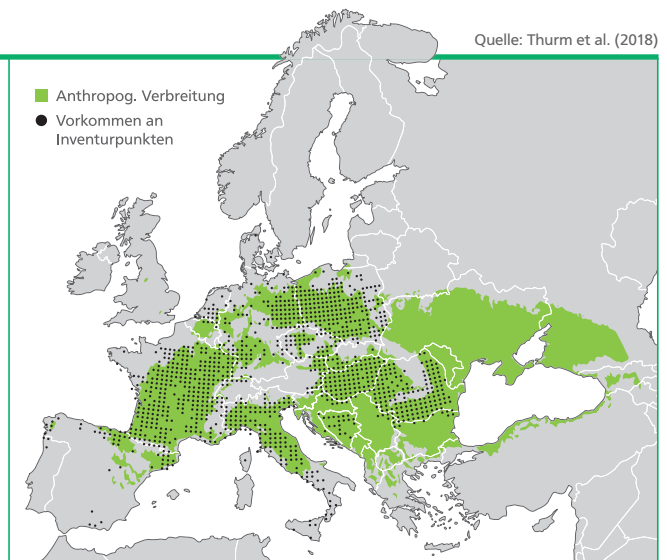 Quelle: Thurm et al. (2018)
Anthropog. Verbreitung
Vorkommen an
Inventurpunkten